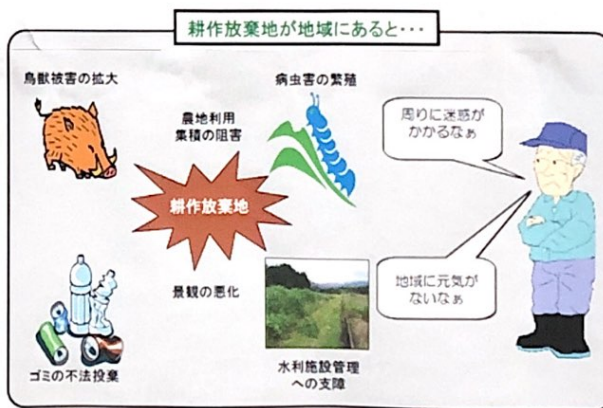 耕作放棄地が地域にあると･･･
鳥獣被害の拡大
病虫害の繁殖
農地利用
集積の阻害
周りに迷惑が
かかるなぁ
耕作放棄地
景観の悪化
地域に元気が
ないなぁ
ゴミの不法投棄
水利施設管理
への支障